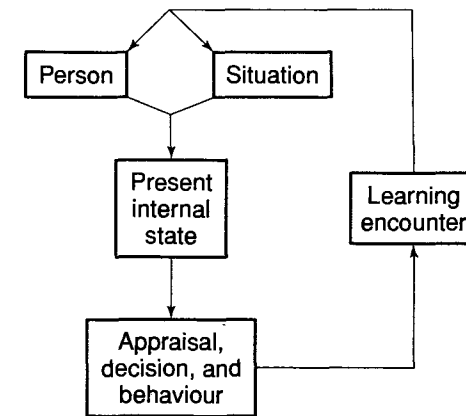 Person
Situation
Present
internal
state
Learning
encounter
Appraisal,
decision, and
behaviour